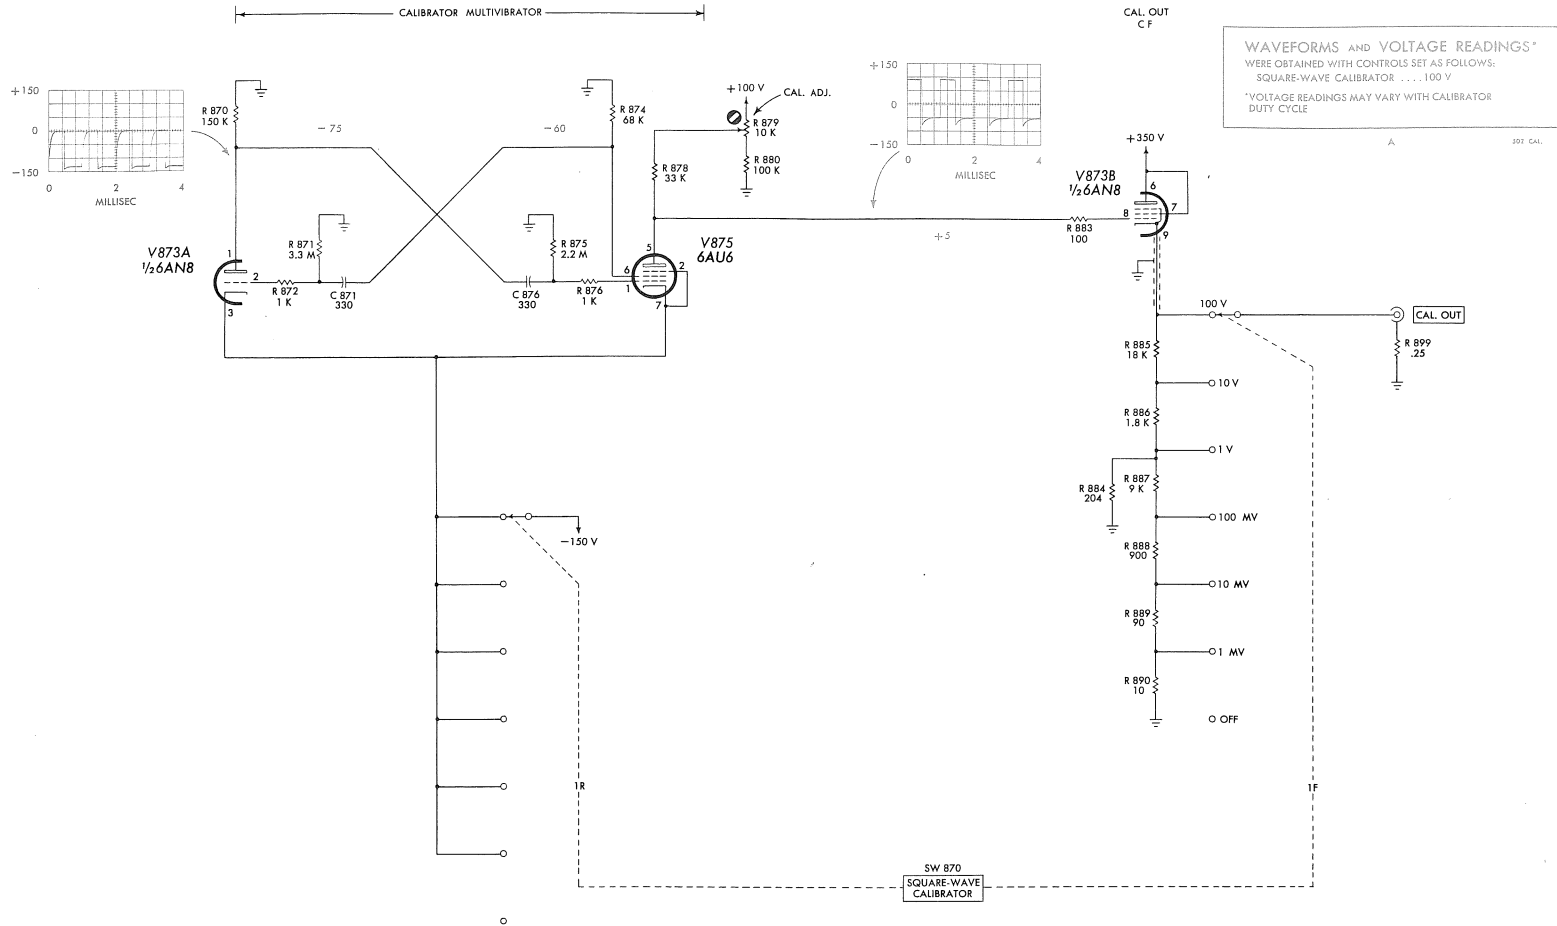 CALIBRATOR MULTIVIBRATOR
CAL. OUT
C F
WAVEFORMS AND VOLTAGE READINGS*
WERE OBTAINED WITH CONTROLS SET AS FOLLOWS:
SQUARE-WAVE CALIBRATOR .... 100 V
*VOLTAGE READINGS MAY VARY WITH CALIBRATOR
DUTY CYCLE
A
302 CAL.
+150
0
−150
0 2 4
MILLISEC
R 870
150 K
−75
−60
R 874
68 K
+100 V
CAL. ADJ.
R 879
10 K
R 880
100 K
R 878
33 K
+150
0
−150
0 2 4
MILLISEC
+350 V
V873B
½6AN8
6
7
8
9
R 883
100
+5
V873A
½6AN8
1
2
3
R 871
3.3 M
R 872
1 K
C 871
330
R 875
2.2 M
C 876
330
R 876
1 K
V875
6AU6
5
2
6
1
7
100 V
CAL. OUT
R 899
.25
R 885
18 K
10 V
R 886
1.8 K
1 V
R 884
204
R 887
9 K
100 MV
R 888
900
10 MV
R 889
90
1 MV
R 890
10
OFF
−150 V
1R
1F
SW 870
SQUARE-WAVE
CALIBRATOR